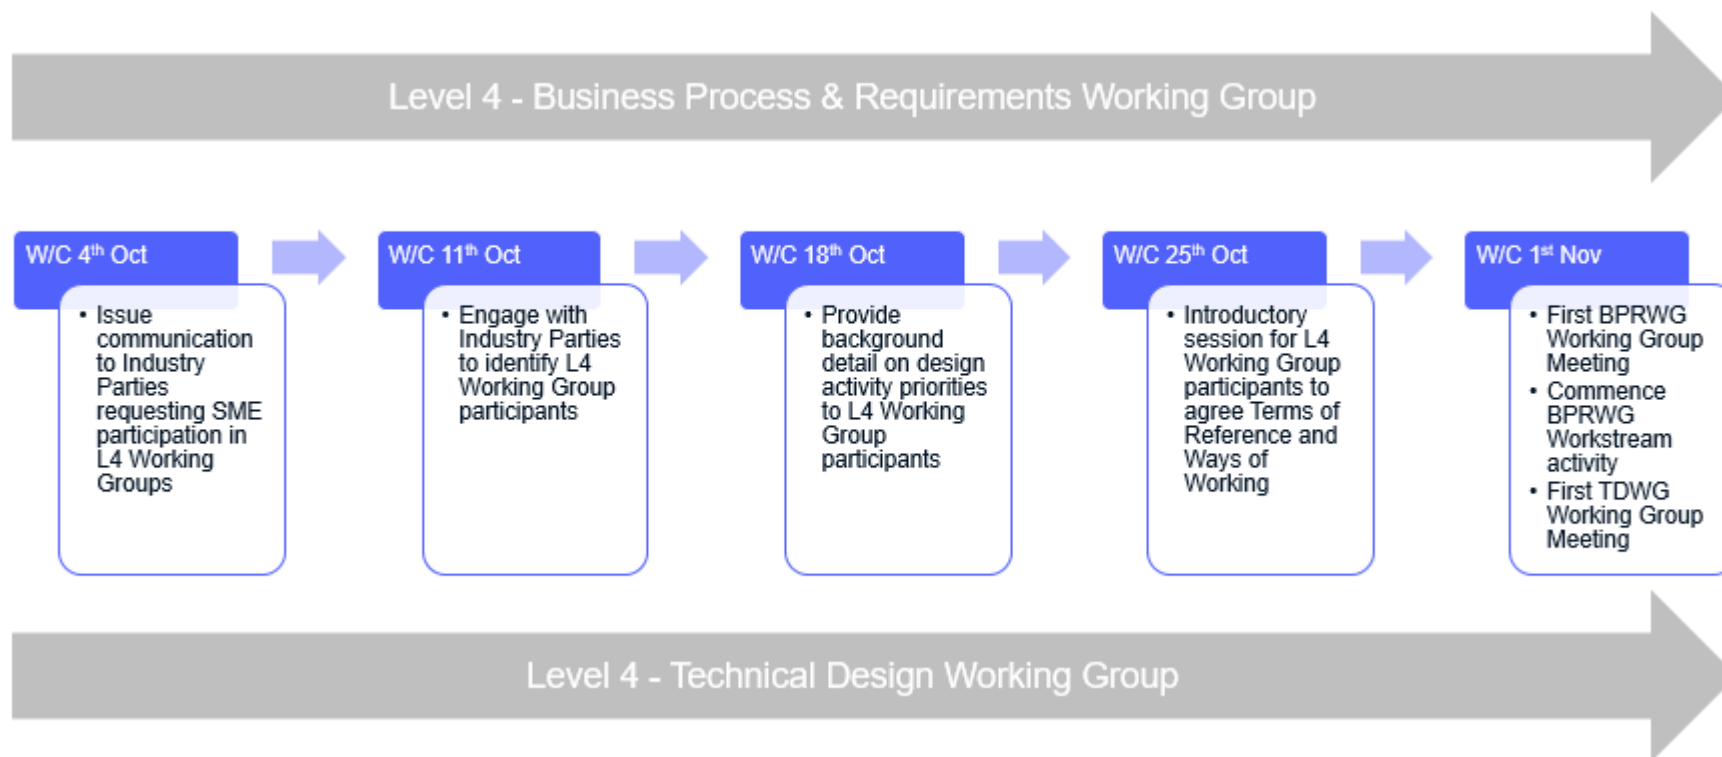 Level 4 - Business Process & Requirements Working Group
W/C 4th Oct
• Issue
communication
to Industry
Parties
requesting SME
participation in
L4 Working
Groups
W/C 11th Oct
• Engage with
Industry Parties
to identify L4
Working Group
participants
W/C 18th Oct
• Provide
background
detail on design
activity priorities
to L4 Working
Group
participants
W/C 25th Oct
• Introductory
session for L4
Working Group
participants to
agree Terms of
Reference and
Ways of
Working
W/C 1st Nov
• First BPRWG
Working Group
Meeting
• Commence
BPRWG
Workstream
activity
• First TDWG
Working Group
Meeting
Level 4 - Technical Design Working Group